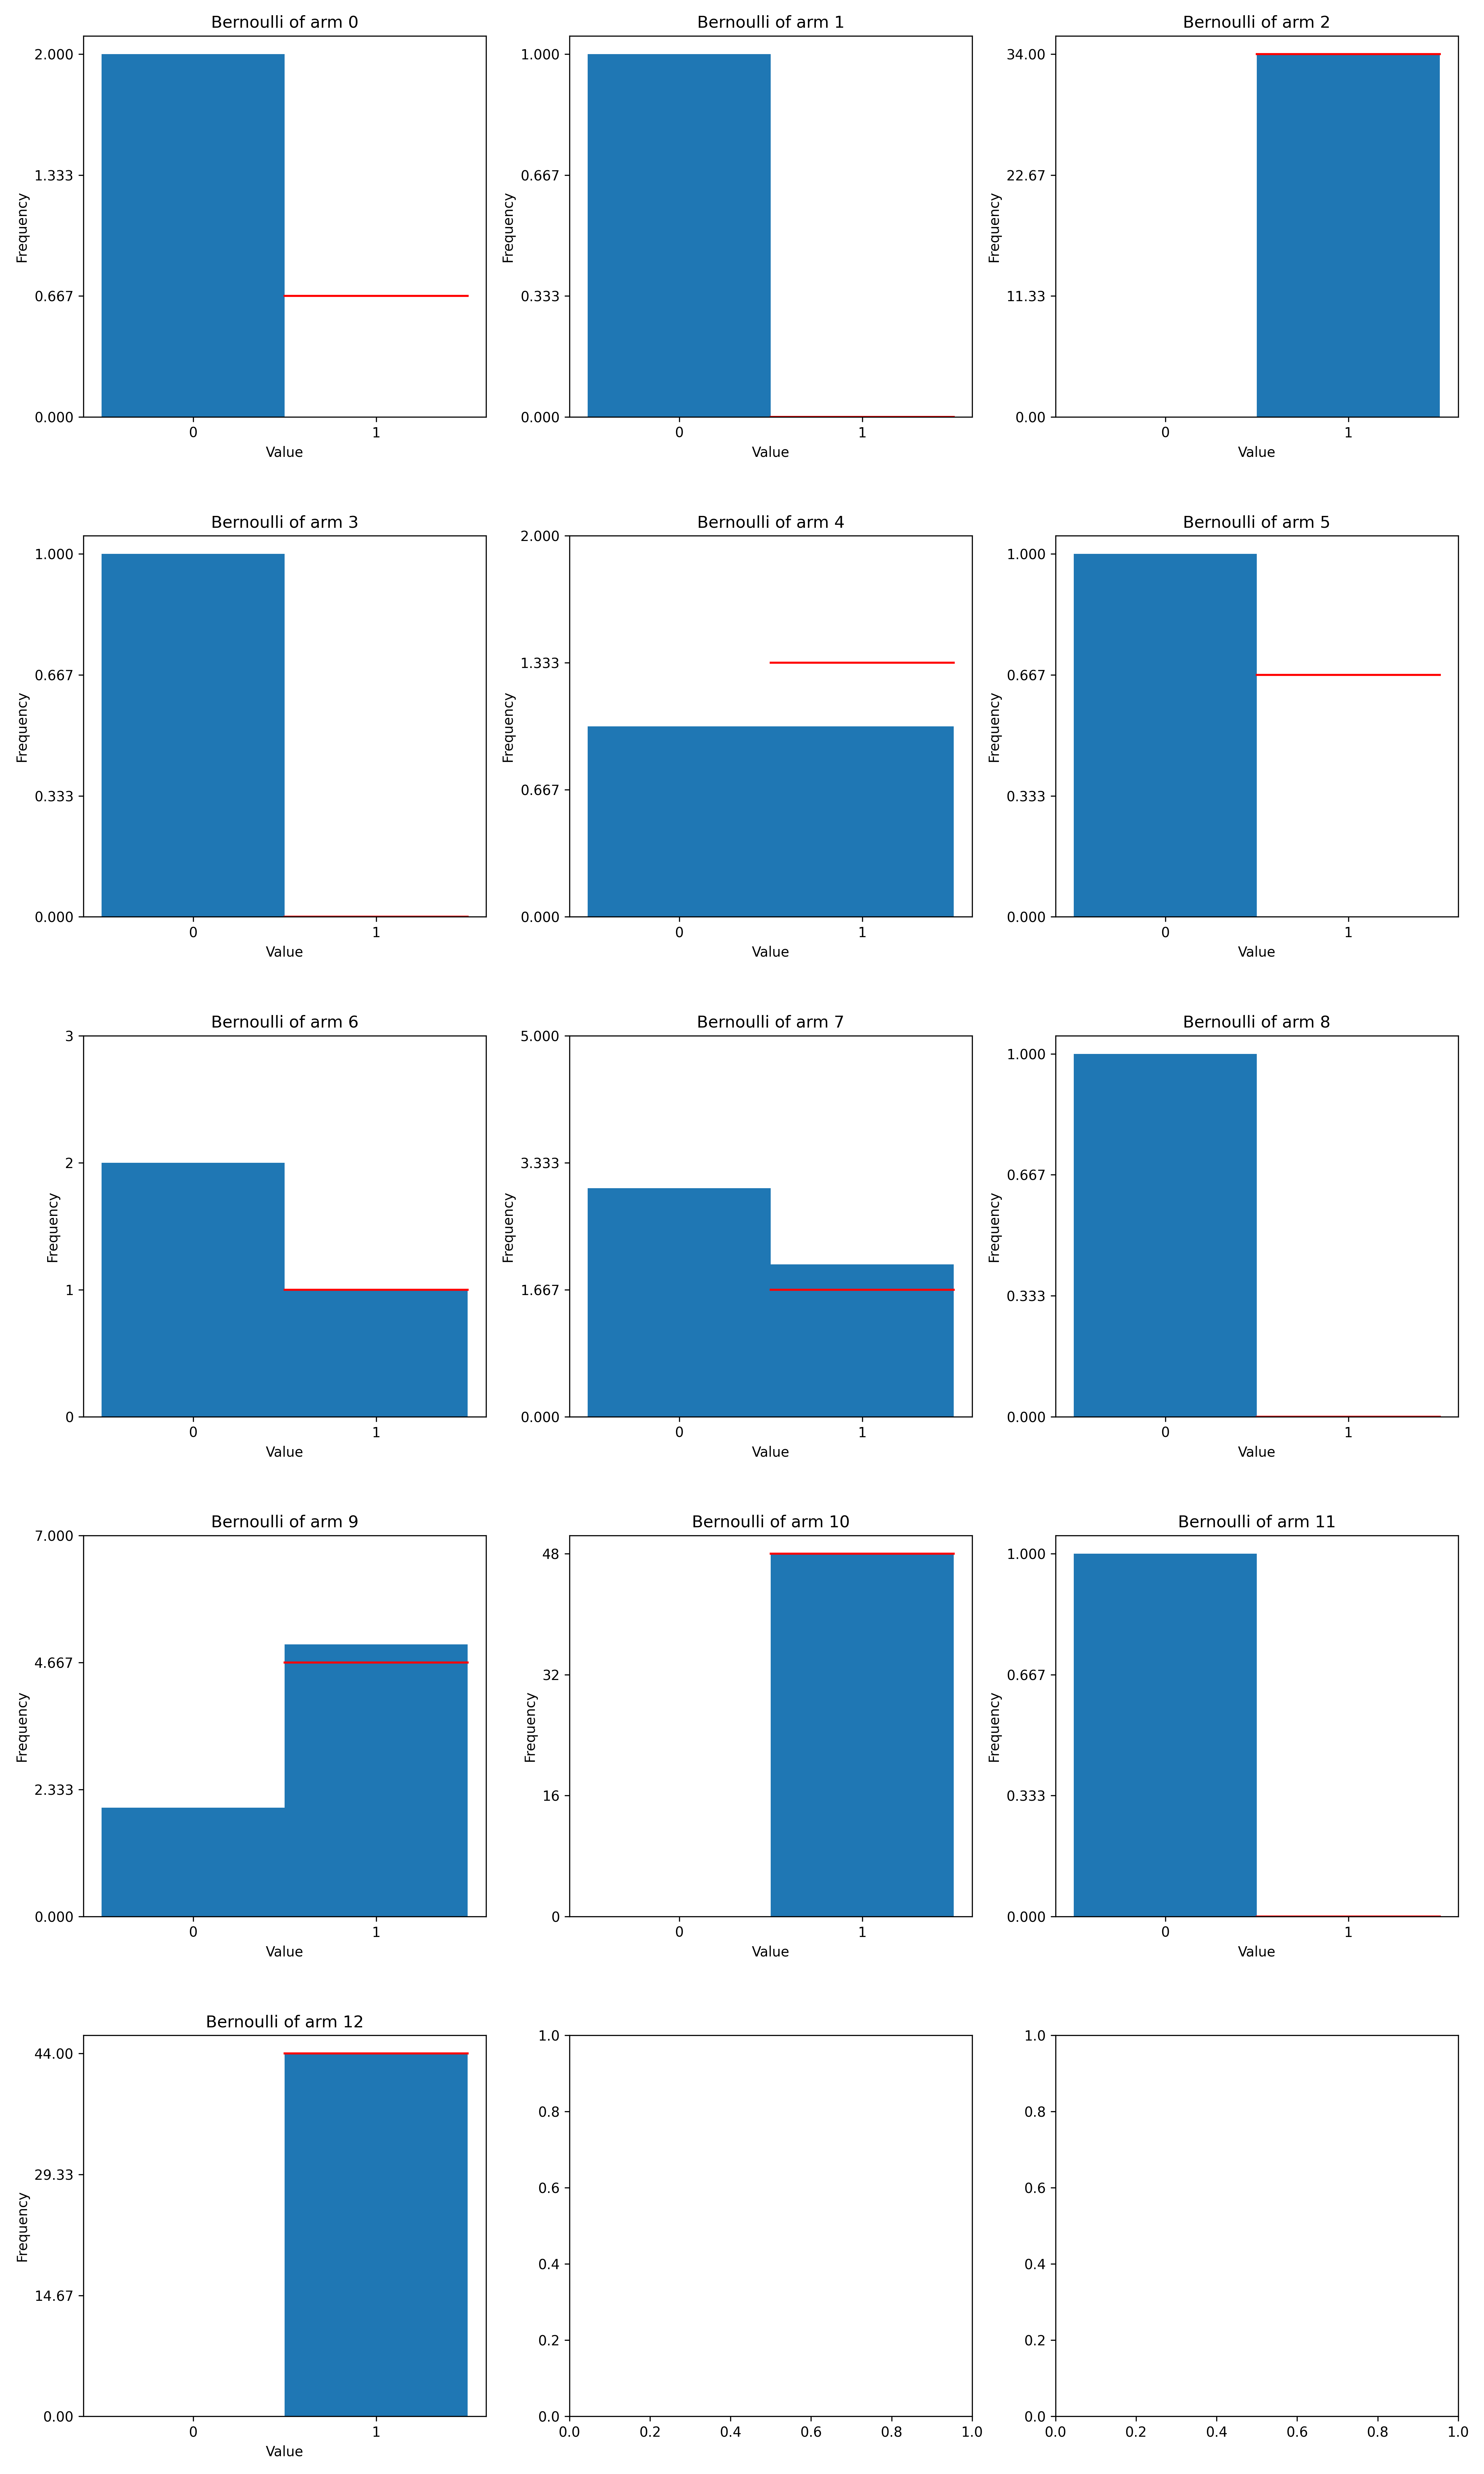 Bernoulli of arm 0
Frequency
2.000
1.333
0.667
0.000
0 1
Value
Bernoulli of arm 1
Frequency
1.000
0.667
0.333
0.000
0 1
Value
Bernoulli of arm 2
Frequency
34.00
22.67
11.33
0.00
0 1
Value
Bernoulli of arm 3
Frequency
1.000
0.667
0.333
0.000
0 1
Value
Bernoulli of arm 4
Frequency
2.000
1.333
0.667
0.000
0 1
Value
Bernoulli of arm 5
Frequency
1.000
0.667
0.333
0.000
0 1
Value
Bernoulli of arm 6
Frequency
3
2
1
0
0 1
Value
Bernoulli of arm 7
Frequency
5.000
3.333
1.667
0.000
0 1
Value
Bernoulli of arm 8
Frequency
1.000
0.667
0.333
0.000
0 1
Value
Bernoulli of arm 9
Frequency
7.000
4.667
2.333
0.000
0 1
Value
Bernoulli of arm 10
Frequency
48
32
16
0
0 1
Value
Bernoulli of arm 11
Frequency
1.000
0.667
0.333
0.000
0 1
Value
Bernoulli of arm 12
Frequency
44.00
29.33
14.67
0.00
0 1
Value
1.0
0.8
0.6
0.4
0.2
0.0
0.0 0.2 0.4 0.6 0.8 1.0
1.0
0.8
0.6
0.4
0.2
0.0
0.0 0.2 0.4 0.6 0.8 1.0